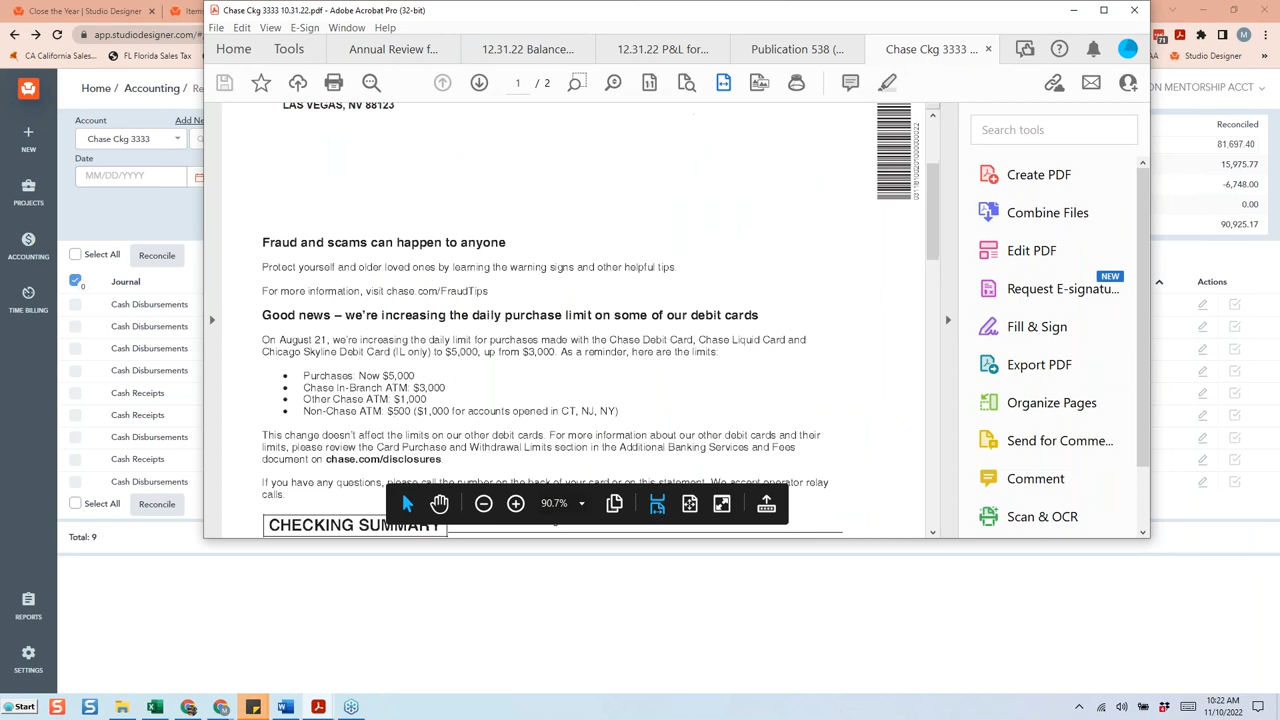 Chase Ckg 3333 10.31.22.pdf - Adobe Acrobat Pro (32-bit)
File Edit View E-Sign Window Help
Home Tools Annual Review f... 12.31.22 Balance... 12.31.22 P&L for... Publication 538 (... Chase Ckg 3333 ... ×
1 / 2
Close the Year | Studio Designer ×
Item
app.studiodesigner.com/#
CA California Sales...
FL Florida Sales Tax
71
M
Studio Designer
Home / Accounting / Re
ON MENTORSHIP ACCT
Account
Add Ne
Chase Ckg 3333
Date
MM/DD/YYYY
NEW
PROJECTS
ACCOUNTING
TIME BILLING
REPORTS
SETTINGS
Select All
Reconcile
0
Journal
Cash Disbursements
Cash Disbursements
Cash Disbursements
Cash Disbursements
Cash Receipts
Cash Receipts
Cash Disbursements
Cash Receipts
Cash Disbursements
Select All
Reconcile
Total: 9
LAS VEGAS, NV 88123
Fraud and scams can happen to anyone
Protect yourself and older loved ones by learning the warning signs and other helpful tips.
For more information, visit chase.com/FraudTips
Good news – we're increasing the daily purchase limit on some of our debit cards
On August 21, we're increasing the daily limit for purchases made with the Chase Debit Card, Chase Liquid Card and
Chicago Skyline Debit Card (IL only) to $5,000, up from $3,000. As a reminder, here are the limits:
• Purchases: Now $5,000
• Chase In-Branch ATM: $3,000
• Other Chase ATM: $1,000
• Non-Chase ATM: $500 ($1,000 for accounts opened in CT, NJ, NY)
This change doesn't affect the limits on our other debit cards. For more information about our other debit cards and their
limits, please review the Card Purchase and Withdrawal Limits section in the Additional Banking Services and Fees
document on chase.com/disclosures.
If you have any questions, please call the number on the back of your card or on this statement. We accept operator relay
calls.
CHECKING SUMMARY
90.7%
Search tools
Create PDF
Combine Files
Edit PDF
NEW
Request E-signatu...
Fill & Sign
Export PDF
Organize Pages
Send for Comme...
Comment
Scan & OCR
Reconciled
81,697.40
15,975.77
-6,748.00
0.00
90,925.17
Actions
Start
10:22 AM
11/10/2022